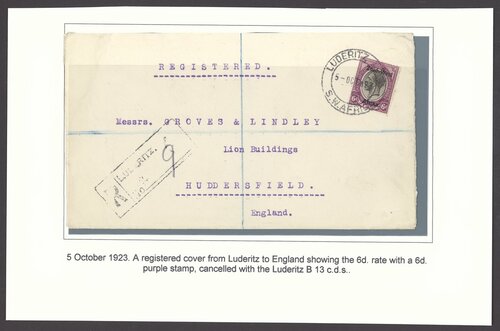 REGISTERED.
LUDERITZ
S.W. AFRICA
Messrs. GROVES & LINDLEY
Lion Buildings
HUDDERSFIELD.
England.
LUDERITZ.
9
5 October 1923. A registered cover from Luderitz to England showing the 6d. rate with a 6d.
purple stamp, cancelled with the Luderitz B 13 c.d.s..